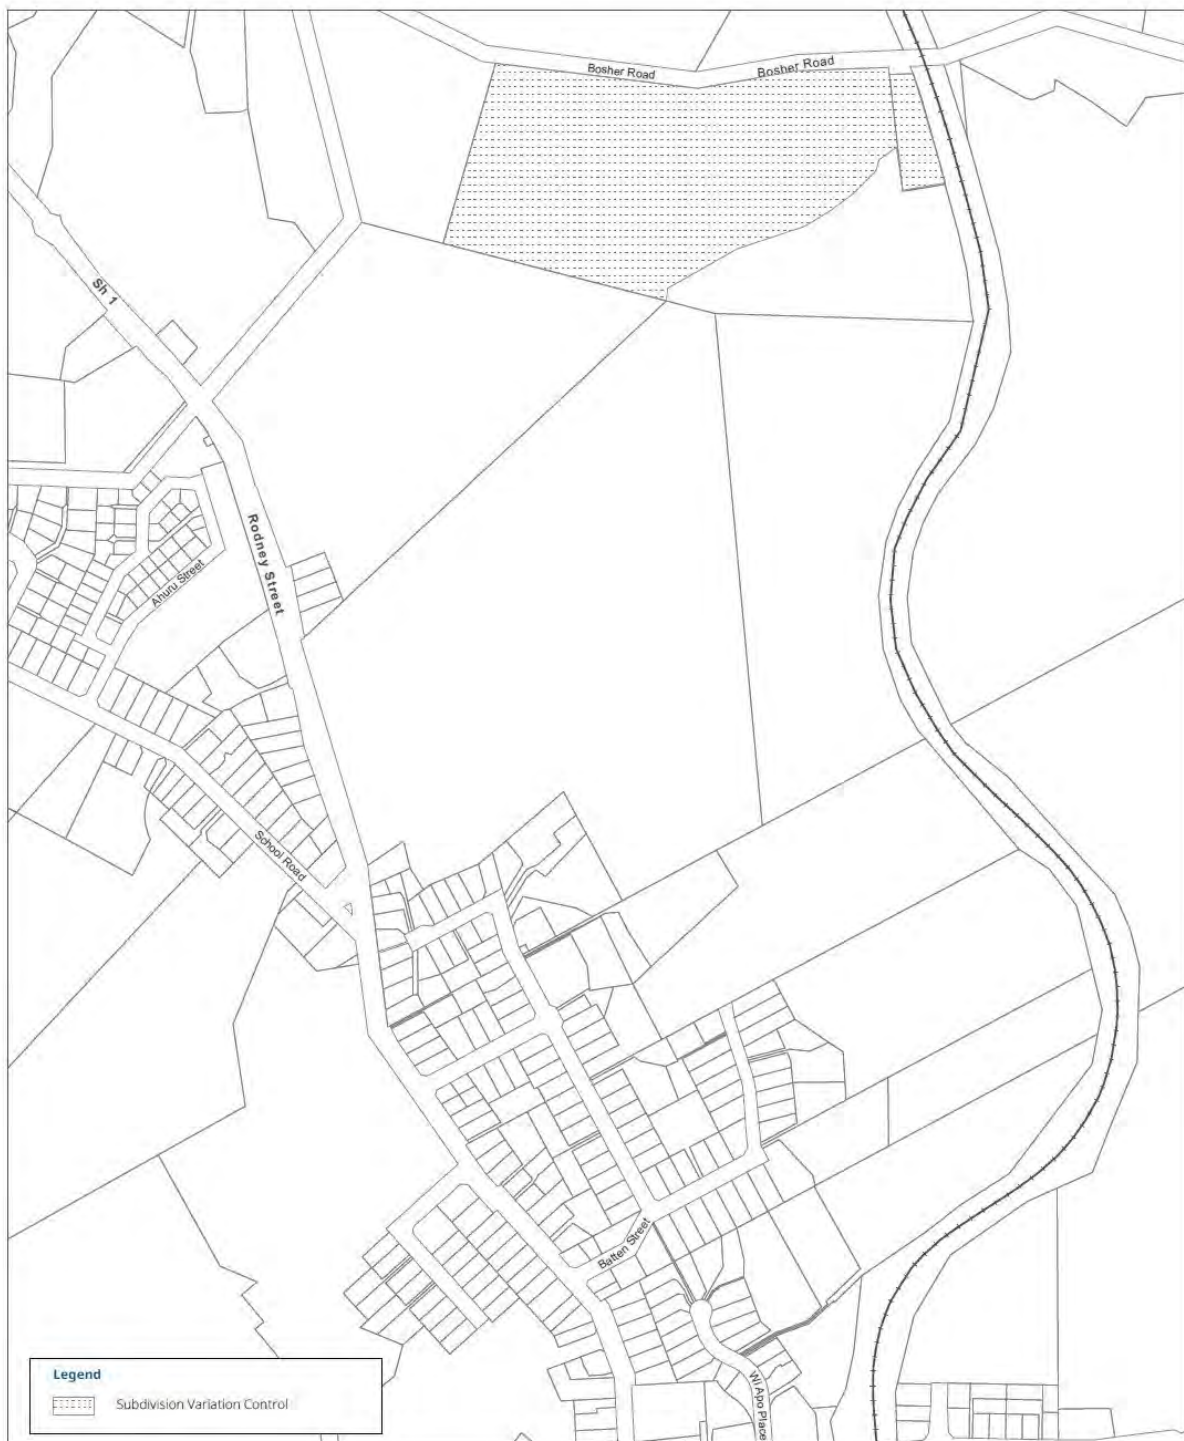 Bosher Road
Bosher Road
Sh 1
Rodney Street
Ahuru Street
School Road
Batten Street
Wi Apo Place
Legend
Subdivision Variation Control